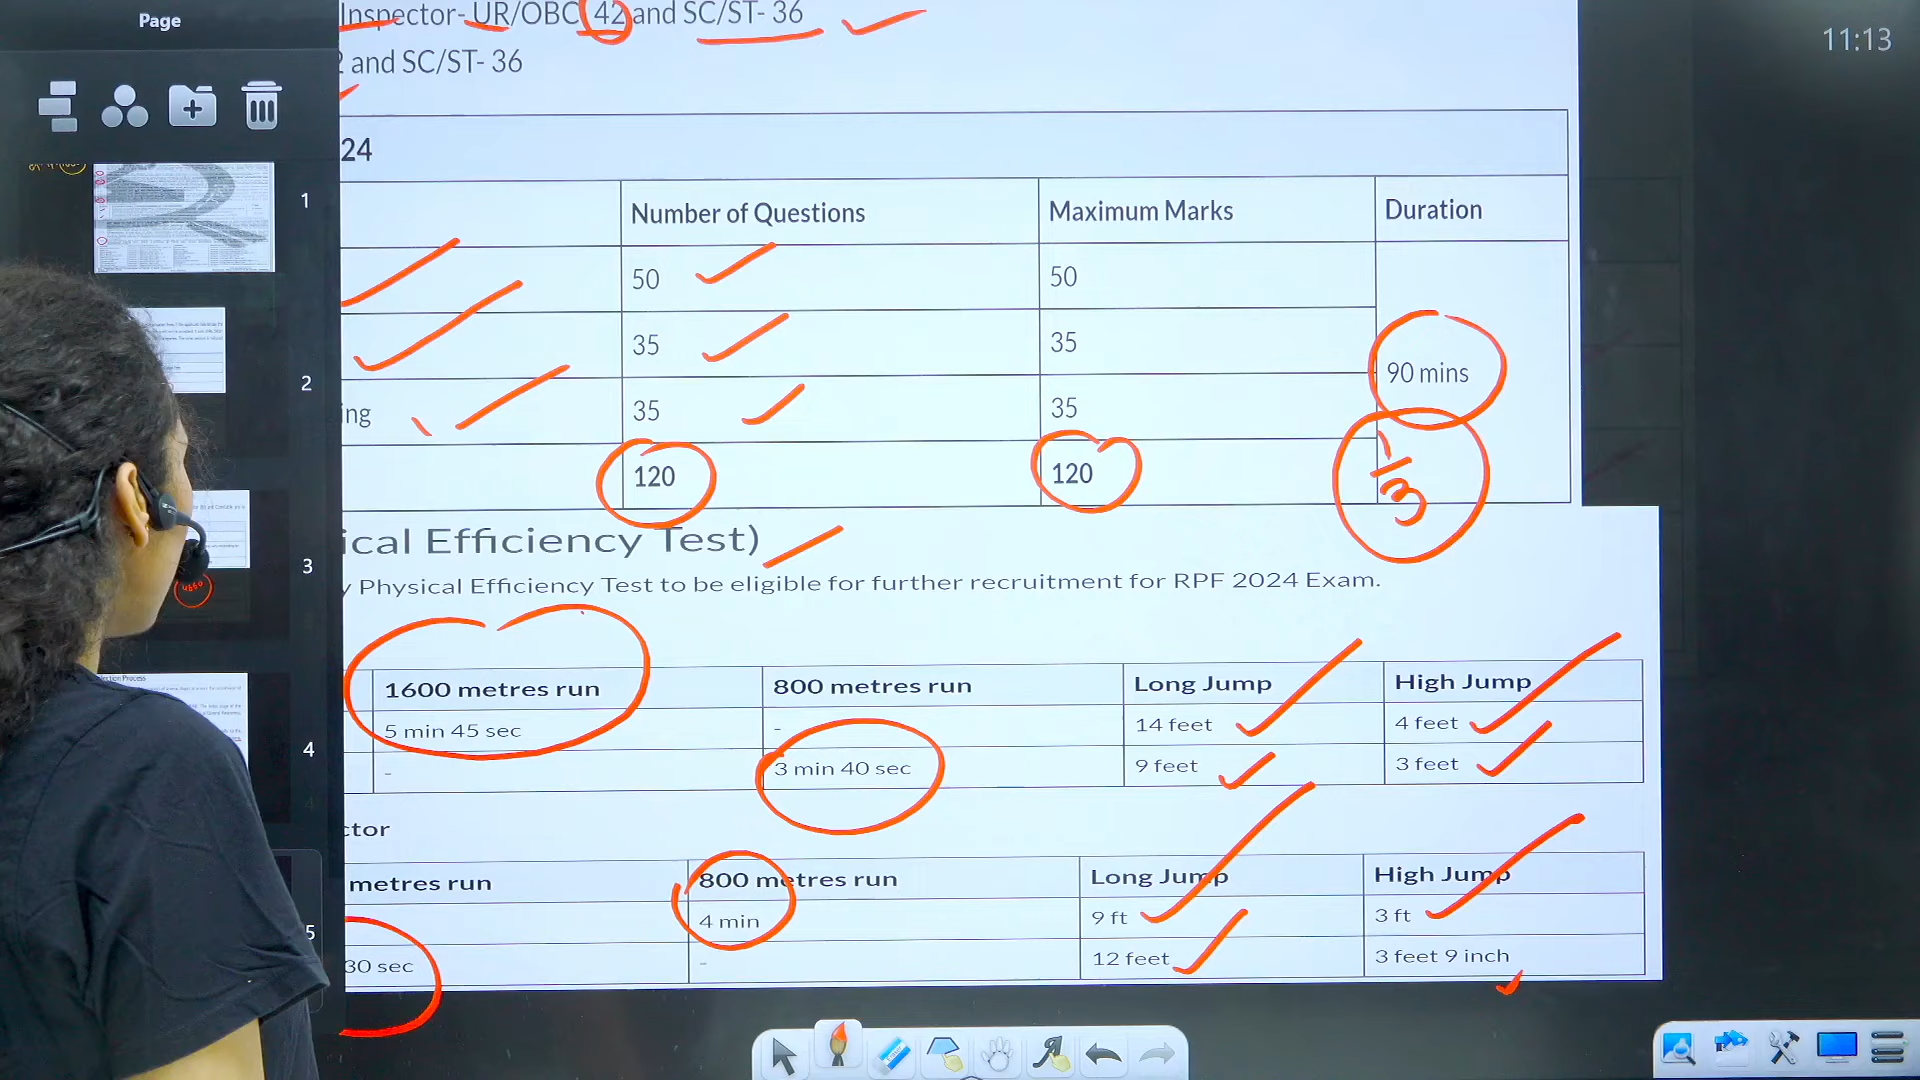 Page
11:13
Inspector- UR/OBC 42 and SC/ST- 36
2 and SC/ST- 36
24
Number of Questions Maximum Marks Duration
50 50
35 35
90 mins
ing 35 35
120 120
1/3
ical Efficiency Test)
y Physical Efficiency Test to be eligible for further recruitment for RPF 2024 Exam.
1600 metres run 800 metres run Long Jump High Jump
5 min 45 sec - 14 feet 4 feet
- 3 min 40 sec 9 feet 3 feet
ctor
metres run 800 metres run Long Jump High Jump
4 min 9 ft 3 ft
30 sec - 12 feet 3 feet 9 inch
1
2
3
4
5